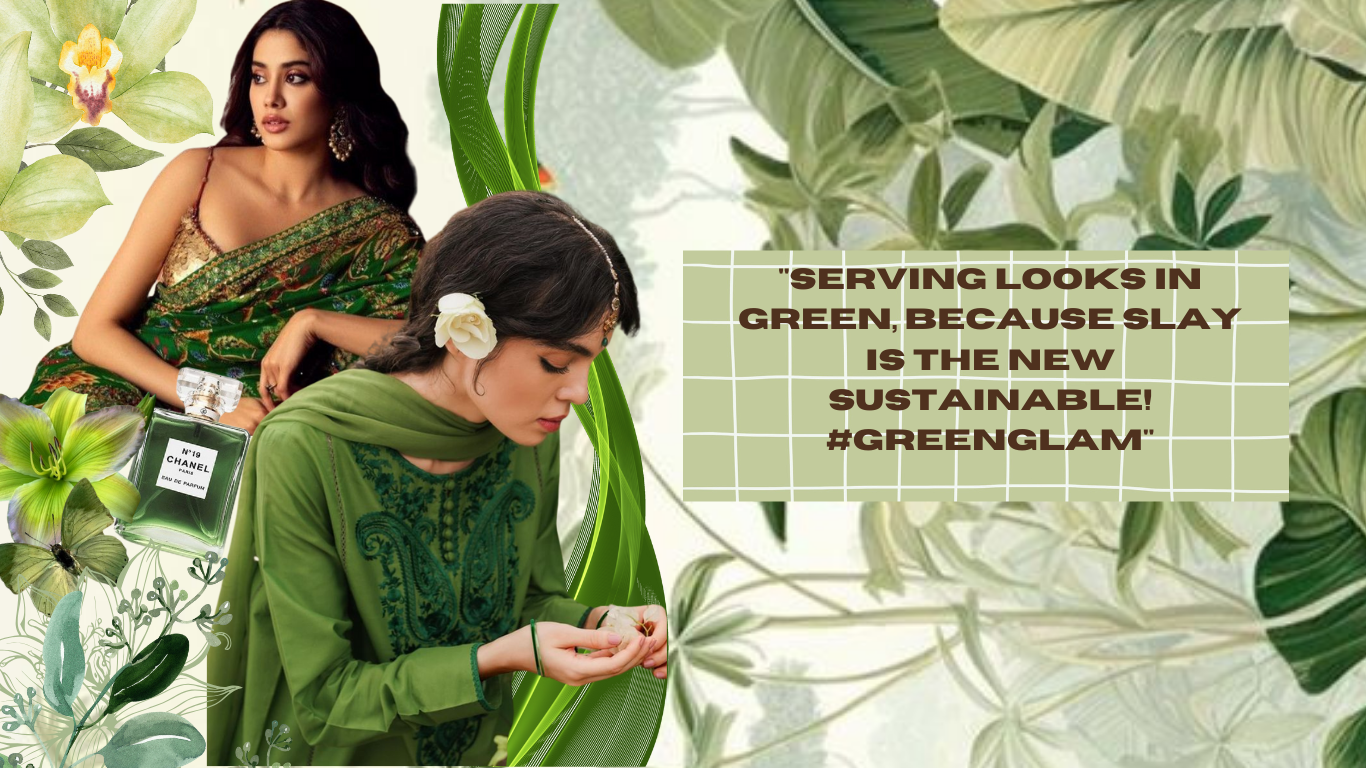 N°19
CHANEL
PARIS
EAU DE PARFUM
"SERVING LOOKS IN
GREEN, BECAUSE SLAY
IS THE NEW
SUSTAINABLE!
#GREENGLAM"